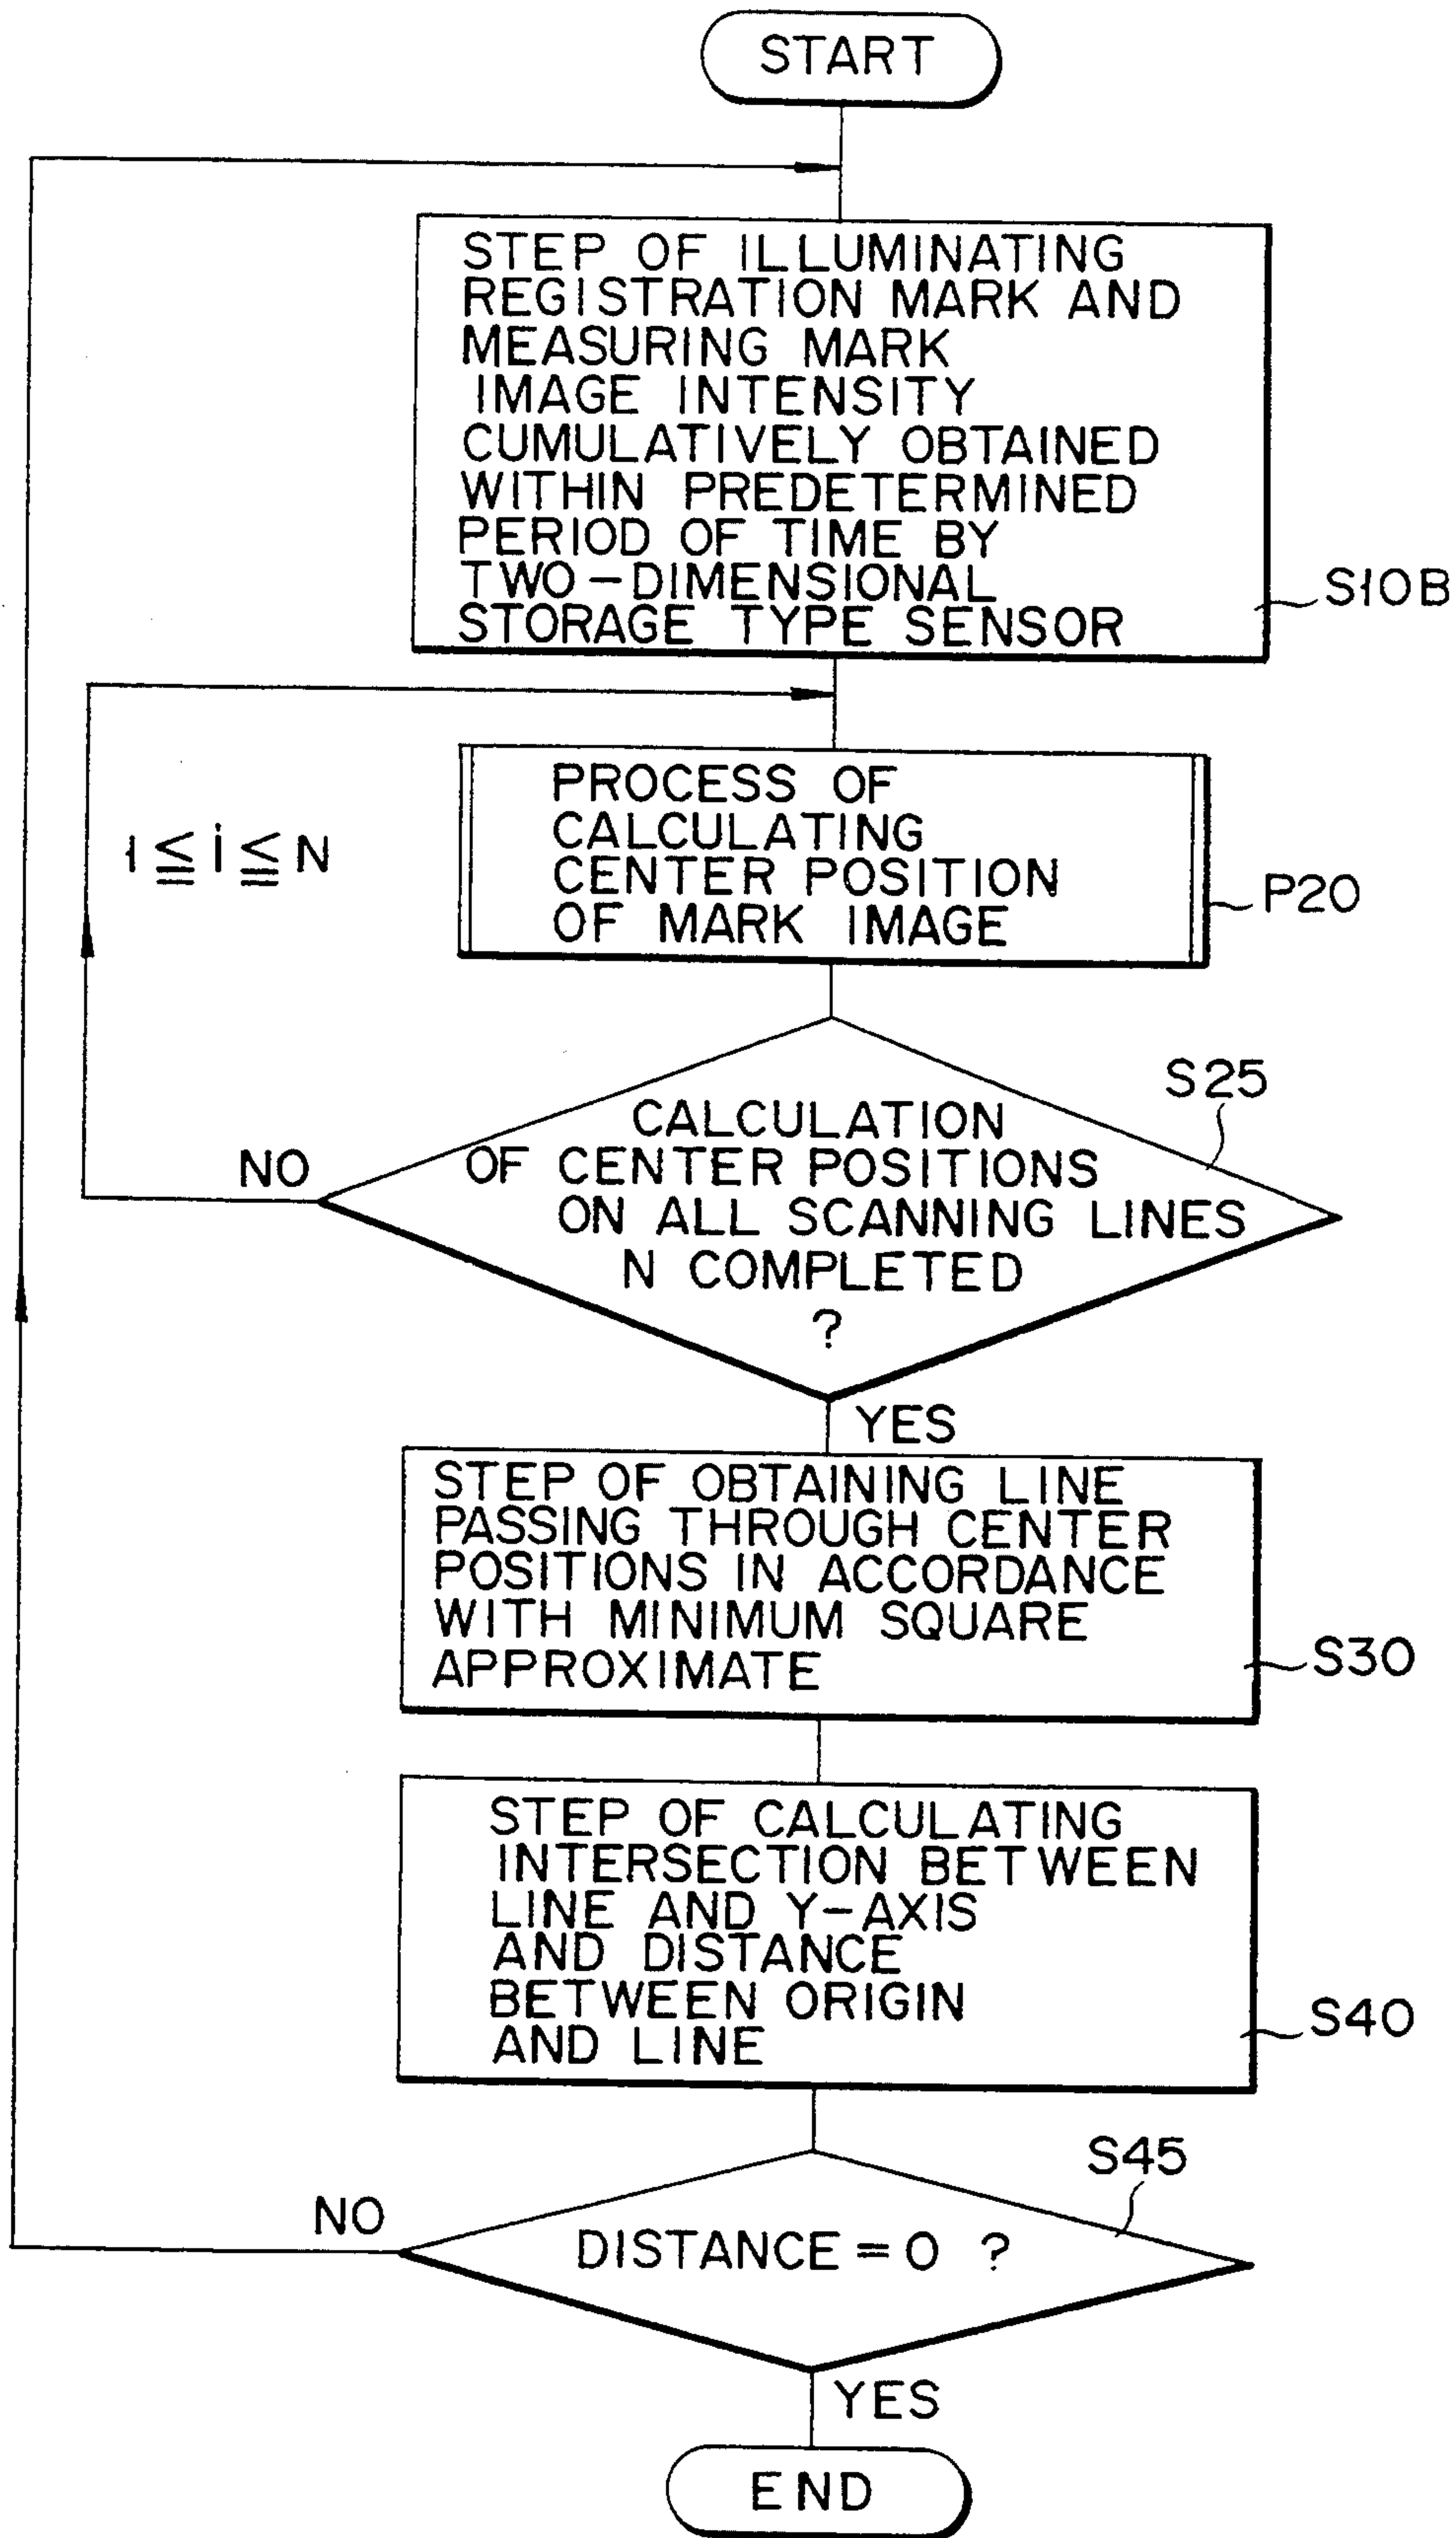 START
STEP OF ILLUMINATING
REGISTRATION MARK AND
MEASURING MARK
IMAGE INTENSITY
CUMULATIVELY OBTAINED
WITHIN PREDETERMINED
PERIOD OF TIME BY
TWO-DIMENSIONAL
STORAGE TYPE SENSOR
S10B
1 ≦ i ≦ N
PROCESS OF
CALCULATING
CENTER POSITION
OF MARK IMAGE
P20
S25
CALCULATION
OF CENTER POSITIONS
ON ALL SCANNING LINES
N COMPLETED
?
NO
YES
STEP OF OBTAINING LINE
PASSING THROUGH CENTER
POSITIONS IN ACCORDANCE
WITH MINIMUM SQUARE
APPROXIMATE
S30
STEP OF CALCULATING
INTERSECTION BETWEEN
LINE AND Y-AXIS
AND DISTANCE
BETWEEN ORIGIN
AND LINE
S40
S45
NO
DISTANCE = 0 ?
YES
END